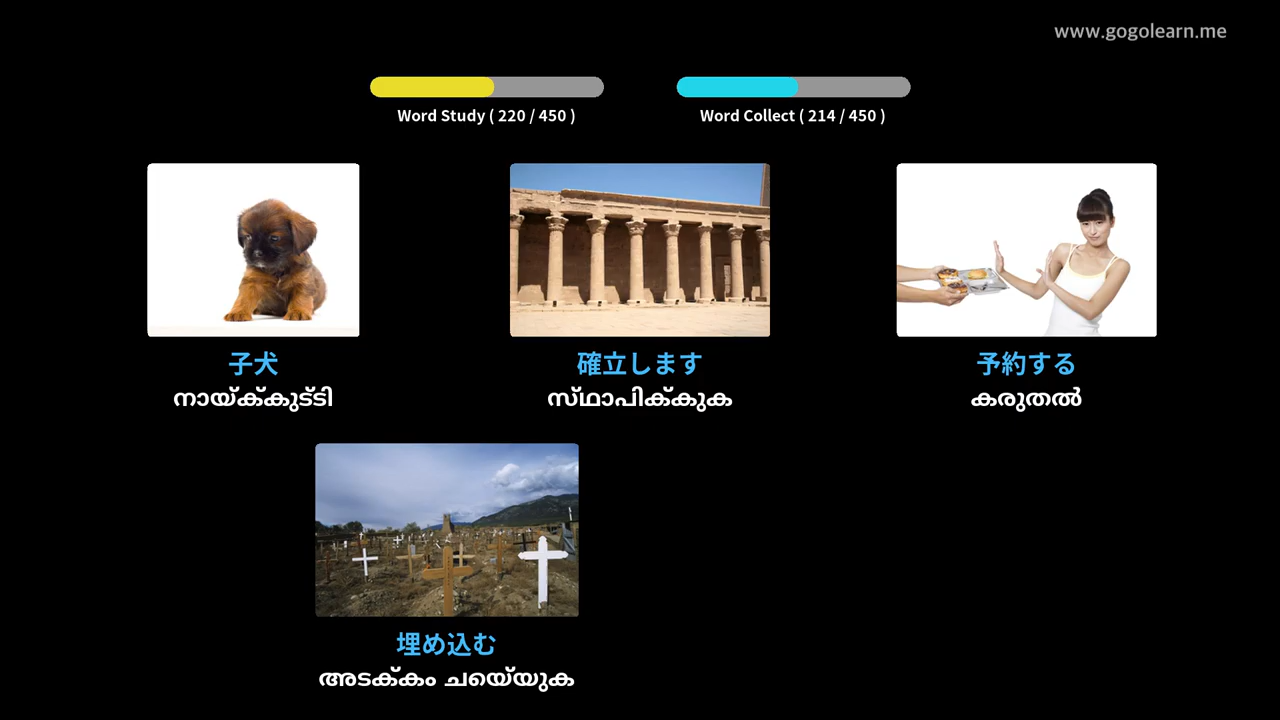 www.gogolearn.me
Word Study ( 220 / 450 )
Word Collect ( 214 / 450 )
子犬
നായ്ക്കുട്ടി
確立します
സ്ഥാപിക്കുക
予約する
കരുതൽ
埋め込む
അടക്കം ചയ്യെുക